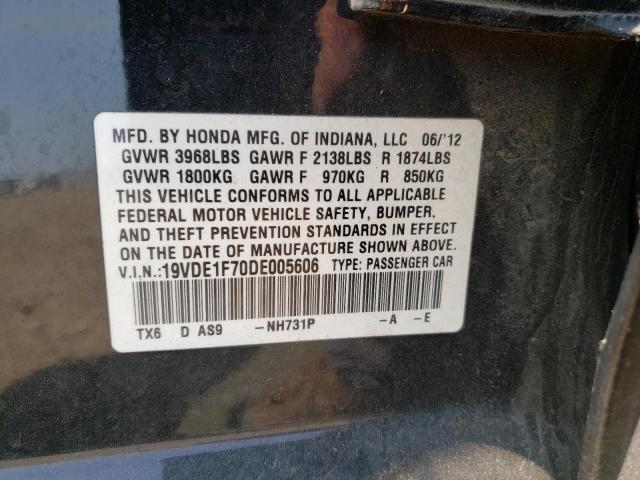 MFD. BY HONDA MFG. OF INDIANA, LLC 06/'12
GVWR 3968LBS GAWR F 2138LBS R 1874LBS
GVWR 1800KG GAWR F 970KG R 850KG
THIS VEHICLE CONFORMS TO ALL APPLICABLE
FEDERAL MOTOR VEHICLE SAFETY, BUMPER,
AND THEFT PREVENTION STANDARDS IN EFFECT
ON THE DATE OF MANUFACTURE SHOWN ABOVE.
V.I.N.:19VDE1F70DE005606 TYPE: PASSENGER CAR
TX6 D AS9 -NH731P -A -E